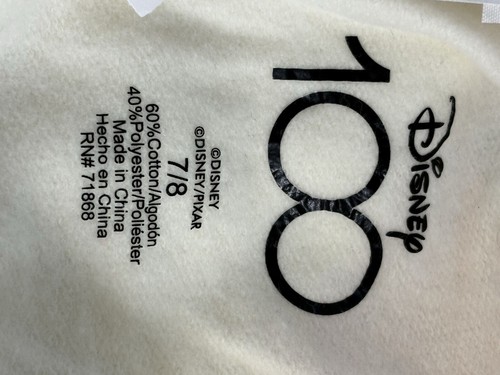 DISNEY
100
©DISNEY
©DISNEY/PIXAR
7/8
60%Cotton/Algodón
40%Polyester/Poliéster
Made in China
Hecho en China
RN# 71868